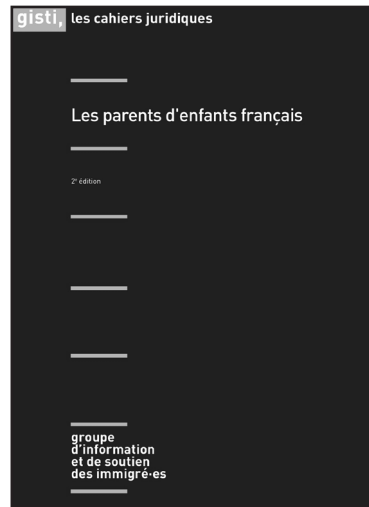 gisti, les cahiers juridiques
Les parents d'enfants français
2e édition
groupe
d'information
et de soutien
des immigré·es